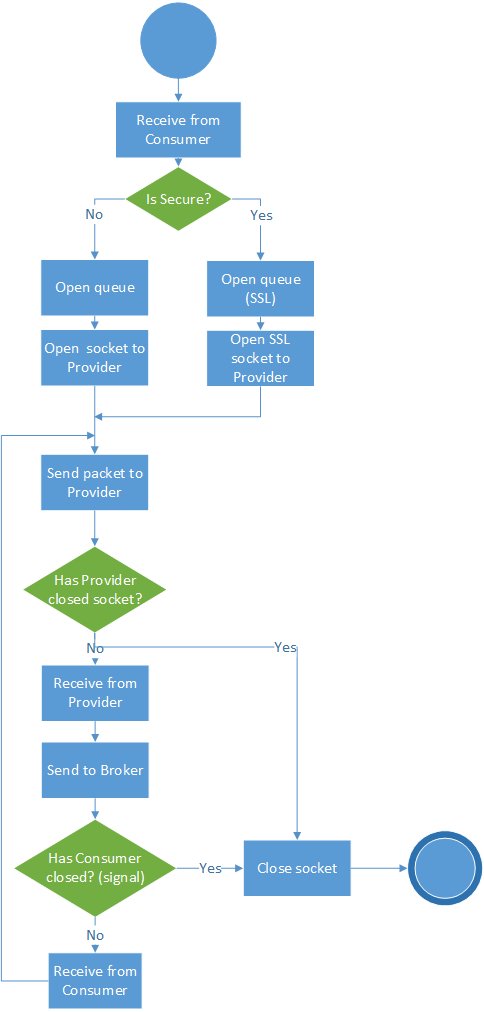 Receive from
Consumer
Is Secure?
No
Yes
Open queue
Open queue
(SSL)
Open socket to
Provider
Open SSL
socket to
Provider
Send packet to
Provider
Has Provider
closed socket?
No
Yes
Receive from
Provider
Send to Broker
Has Consumer
closed? (signal)
Yes
Close socket
No
Receive from
Consumer